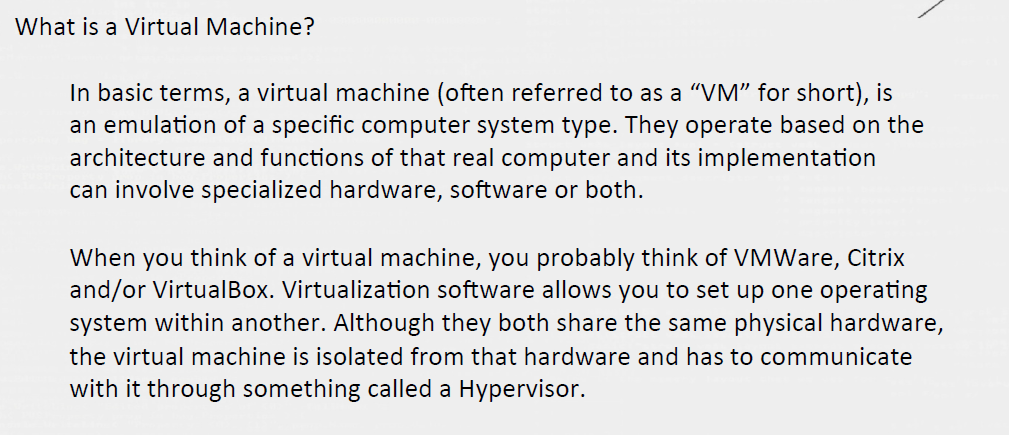 What is a Virtual Machine?
In basic terms, a virtual machine (often referred to as a “VM” for short), is
an emulation of a specific computer system type. They operate based on the
architecture and functions of that real computer and its implementation
can involve specialized hardware, software or both.
When you think of a virtual machine, you probably think of VMWare, Citrix
and/or VirtualBox. Virtualization software allows you to set up one operating
system within another. Although they both share the same physical hardware,
the virtual machine is isolated from that hardware and has to communicate
with it through something called a Hypervisor.